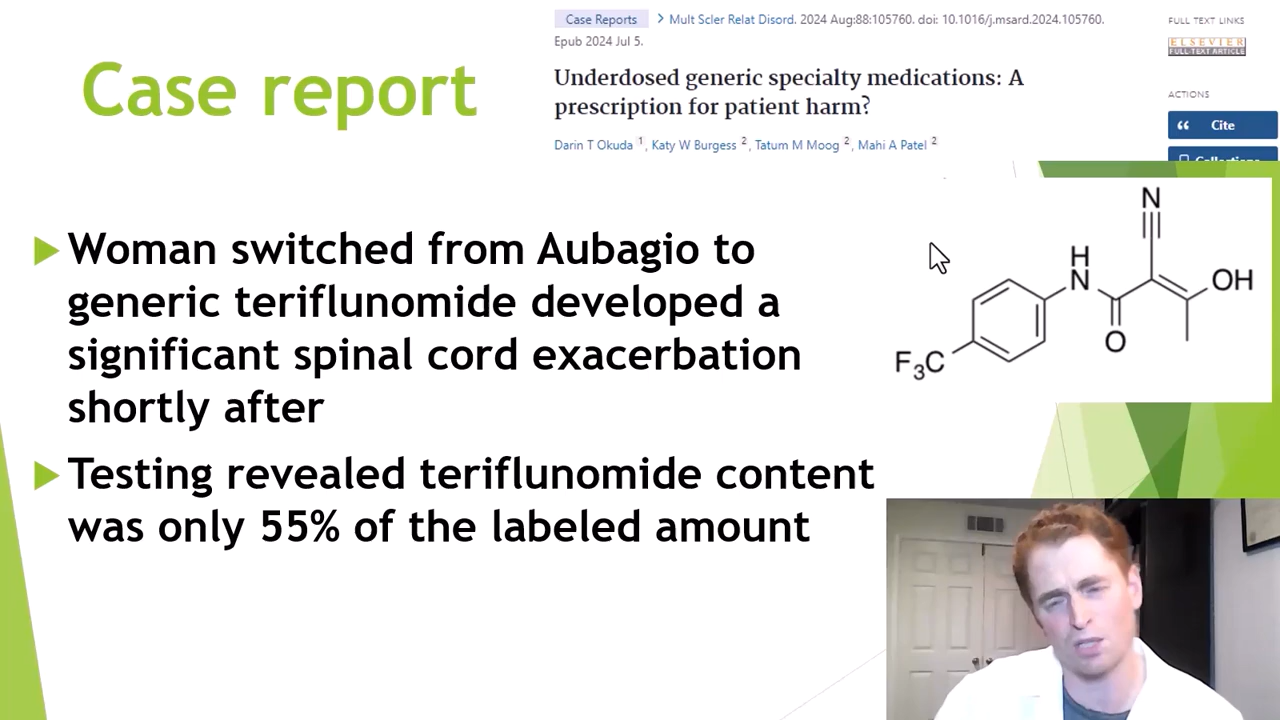 Case report
Case Reports > Mult Scler Relat Disord. 2024 Aug:88:105760. doi: 10.1016/j.msard.2024.105760.
Epub 2024 Jul 5.
Underdosed generic specialty medications: A
prescription for patient harm?
Darin T Okuda 1, Katy W Burgess 2, Tatum M Moog 2, Mahi A Patel 2
FULL TEXT LINKS
ELSEVIER
FULL-TEXT ARTICLE
ACTIONS
Cite
Collections
Woman switched from Aubagio to
generic teriflunomide developed a
significant spinal cord exacerbation
shortly after
Testing revealed teriflunomide content
was only 55% of the labeled amount
N
H
N
OH
O
F3C